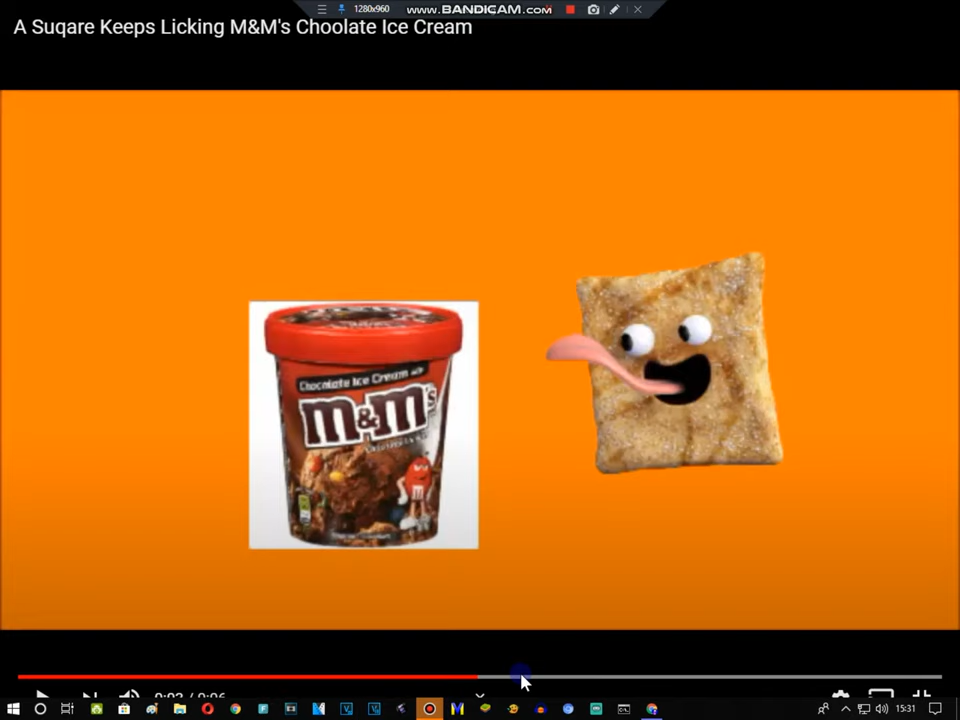 1280x960
www.BANDICAM.com
A Suqare Keeps Licking M&M's Choolate Ice Cream
Chocolate Ice Cream with
m&m's
15:31